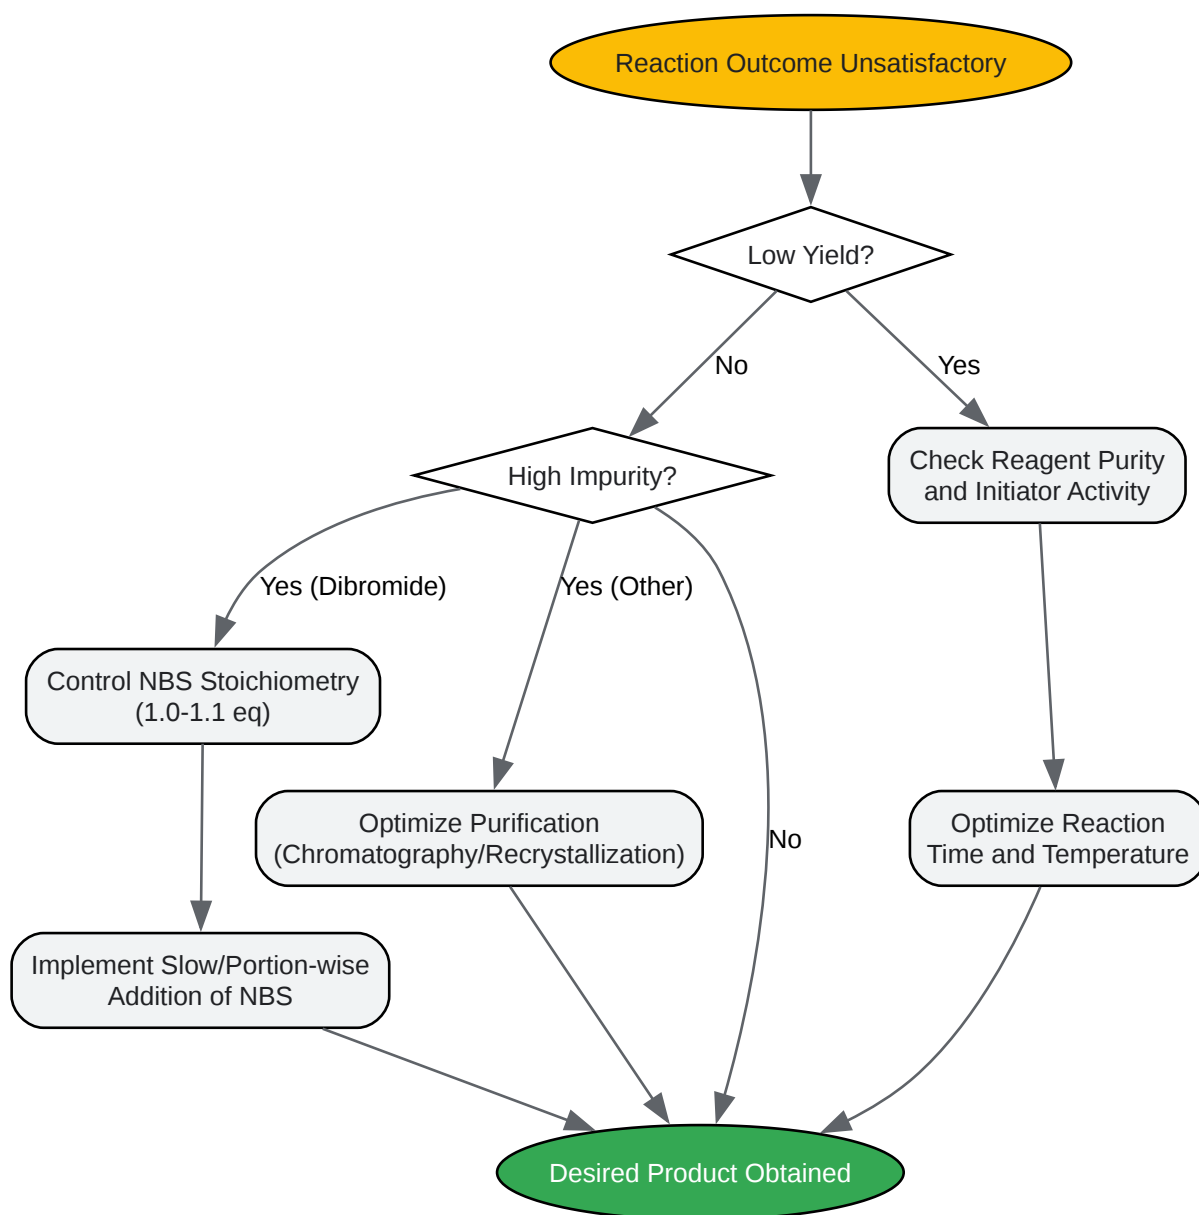 Reaction Outcome Unsatisfactory
Low Yield?
No
Yes
High Impurity?
Check Reagent Purity
and Initiator Activity
Yes (Dibromide)
Yes (Other)
Control NBS Stoichiometry
(1.0-1.1 eq)
Optimize Purification
(Chromatography/Recrystallization)
No
Optimize Reaction
Time and Temperature
Implement Slow/Portion-wise
Addition of NBS
Desired Product Obtained